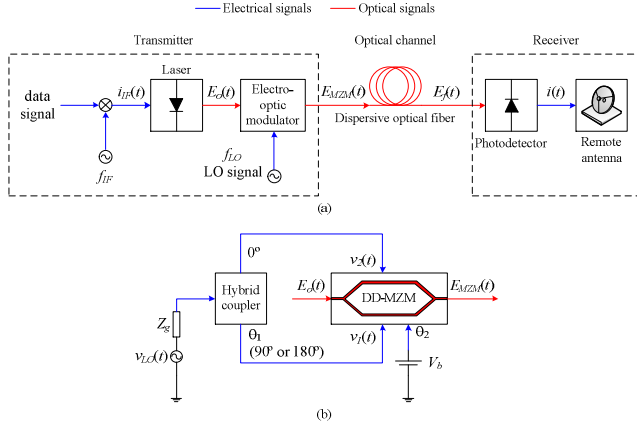 Electrical signals
Optical signals
Transmitter
Optical channel
Receiver
Laser
data
signal
i_IF(t)
E_o(t)
Electro-
optic
modulator
E_MZM(t)
E_f(t)
Dispersive optical fiber
i(t)
Photodetector
Remote
antenna
f_IF
f_LO
LO signal
(a)
0º
v_2(t)
Hybrid
coupler
E_o(t)
DD-MZM
E_MZM(t)
Z_g
θ_1
(90º or 180º)
v_1(t)
θ_2
v_LO(t)
V_b
(b)